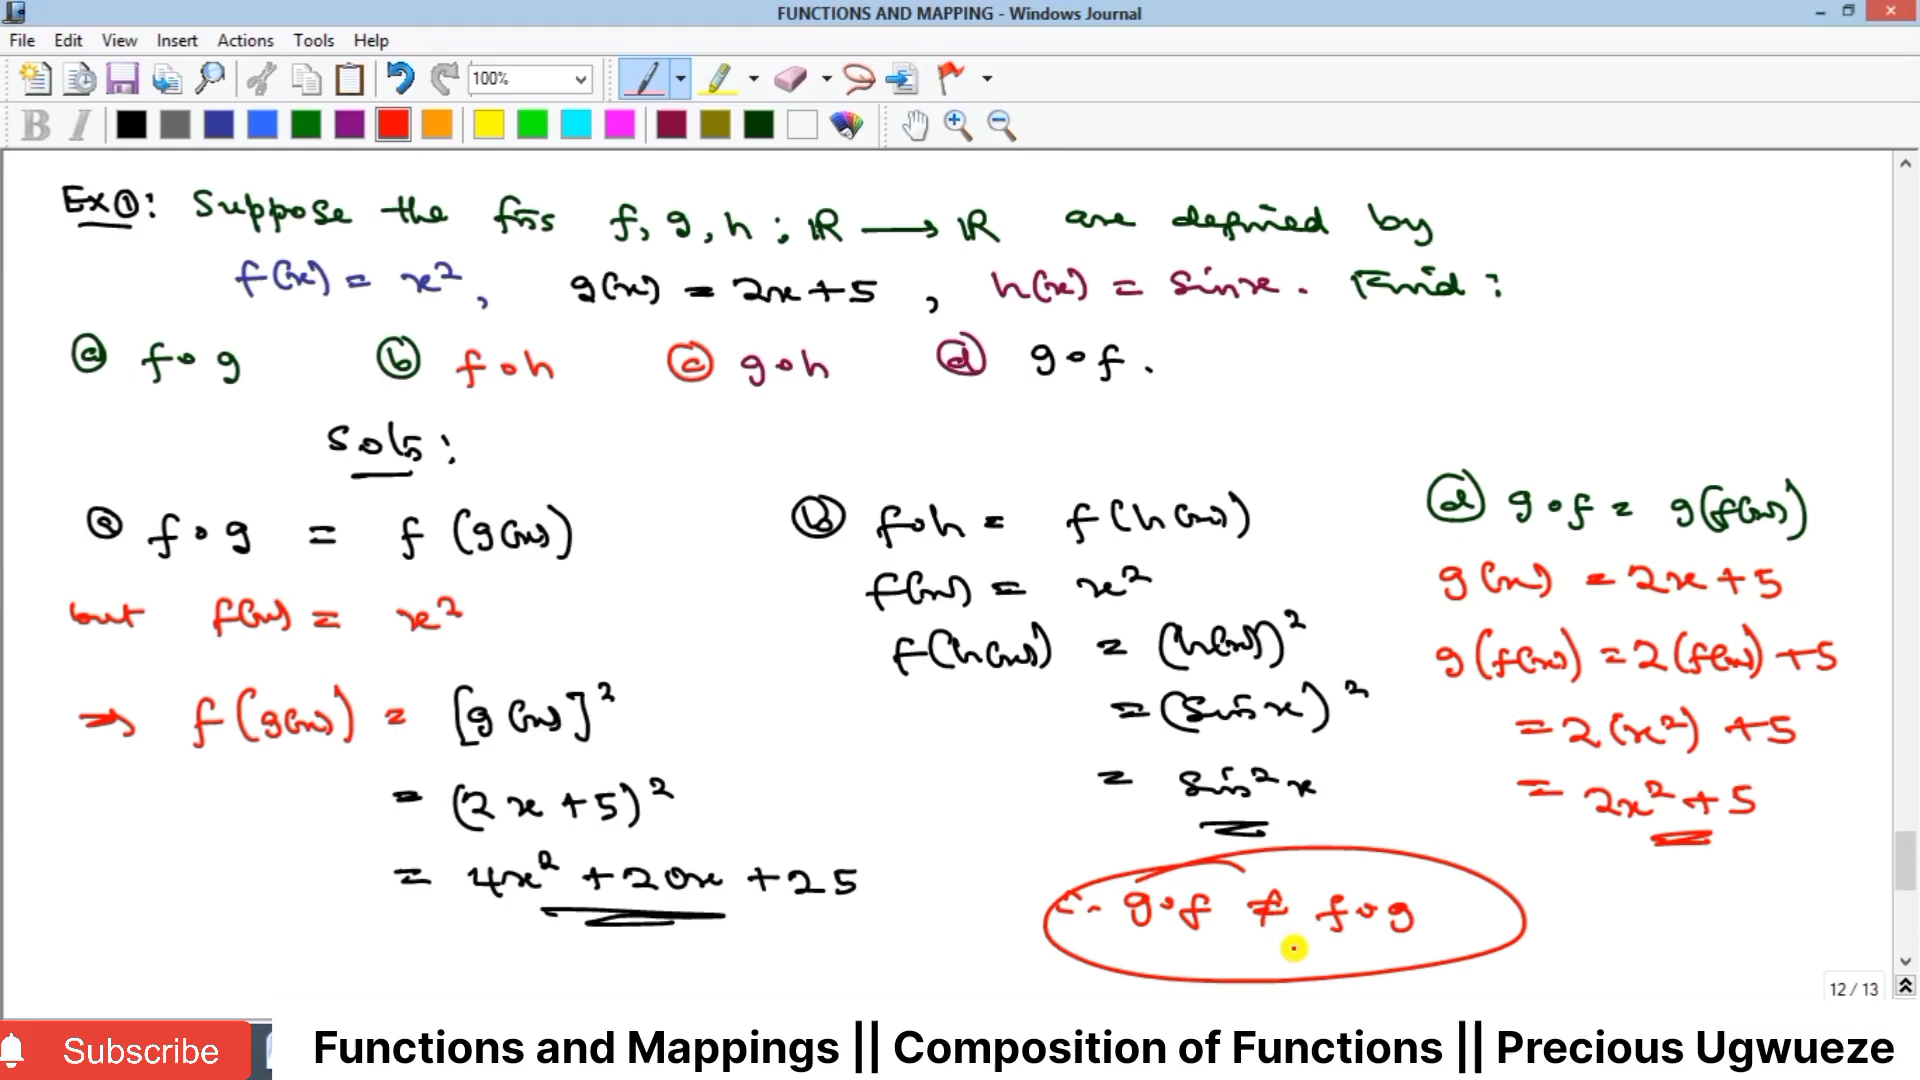 FUNCTIONS AND MAPPING - Windows Journal
File Edit View Insert Actions Tools Help
100%
B I
Ex①: Suppose the fns f, g, h : ℝ ⟶ ℝ are defined by
f(x) = x², g(x) = 2x+5, h(x) = sinx. Find:
ⓐ f∘g ⓑ f∘h ⓒ g∘h ⓓ g∘f.
Soln:
ⓐ f∘g = f(g(x))
but f(x) = x²
⇒ f(g(x)) = [g(x)]²
= (2x+5)²
= 4x² + 20x + 25
ⓑ f∘h = f(h(x))
f(x) = x²
f(h(x)) = (h(x))²
= (sin x)²
= sin²x
ⓓ g∘f = g(f(x))
g(x) = 2x+5
g(f(x)) = 2(f(x)) + 5
= 2(x²) + 5
= 2x² + 5
∴ g∘f ≠ f∘g
12 / 13
Subscribe
Functions and Mappings || Composition of Functions || Precious Ugwueze